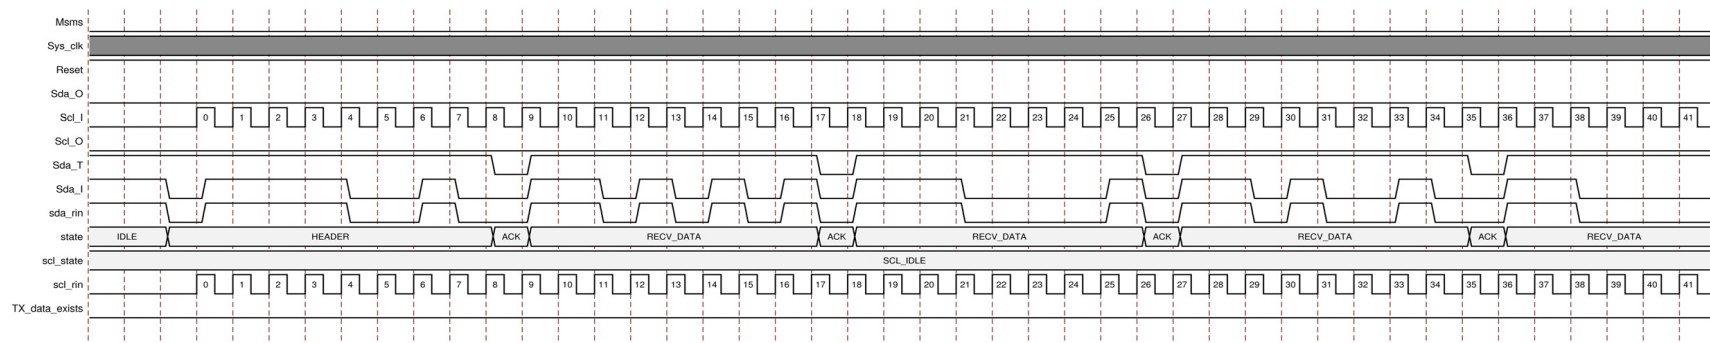 Msms
Sys_clk
Reset
Sda_O
Scl_I 0 1 2 3 4 5 6 7 8 9 10 11 12 13 14 15 16 17 18 19 20 21 22 23 24 25 26 27 28 29 30 31 32 33 34 35 36 37 38 39 40 41
Scl_O
Sda_T
Sda_I
sda_rin
state IDLE HEADER ACK RECV_DATA ACK RECV_DATA ACK RECV_DATA ACK RECV_DATA
scl_state SCL_IDLE
scl_rin 0 1 2 3 4 5 6 7 8 9 10 11 12 13 14 15 16 17 18 19 20 21 22 23 24 25 26 27 28 29 30 31 32 33 34 35 36 37 38 39 40 41
TX_data_exists